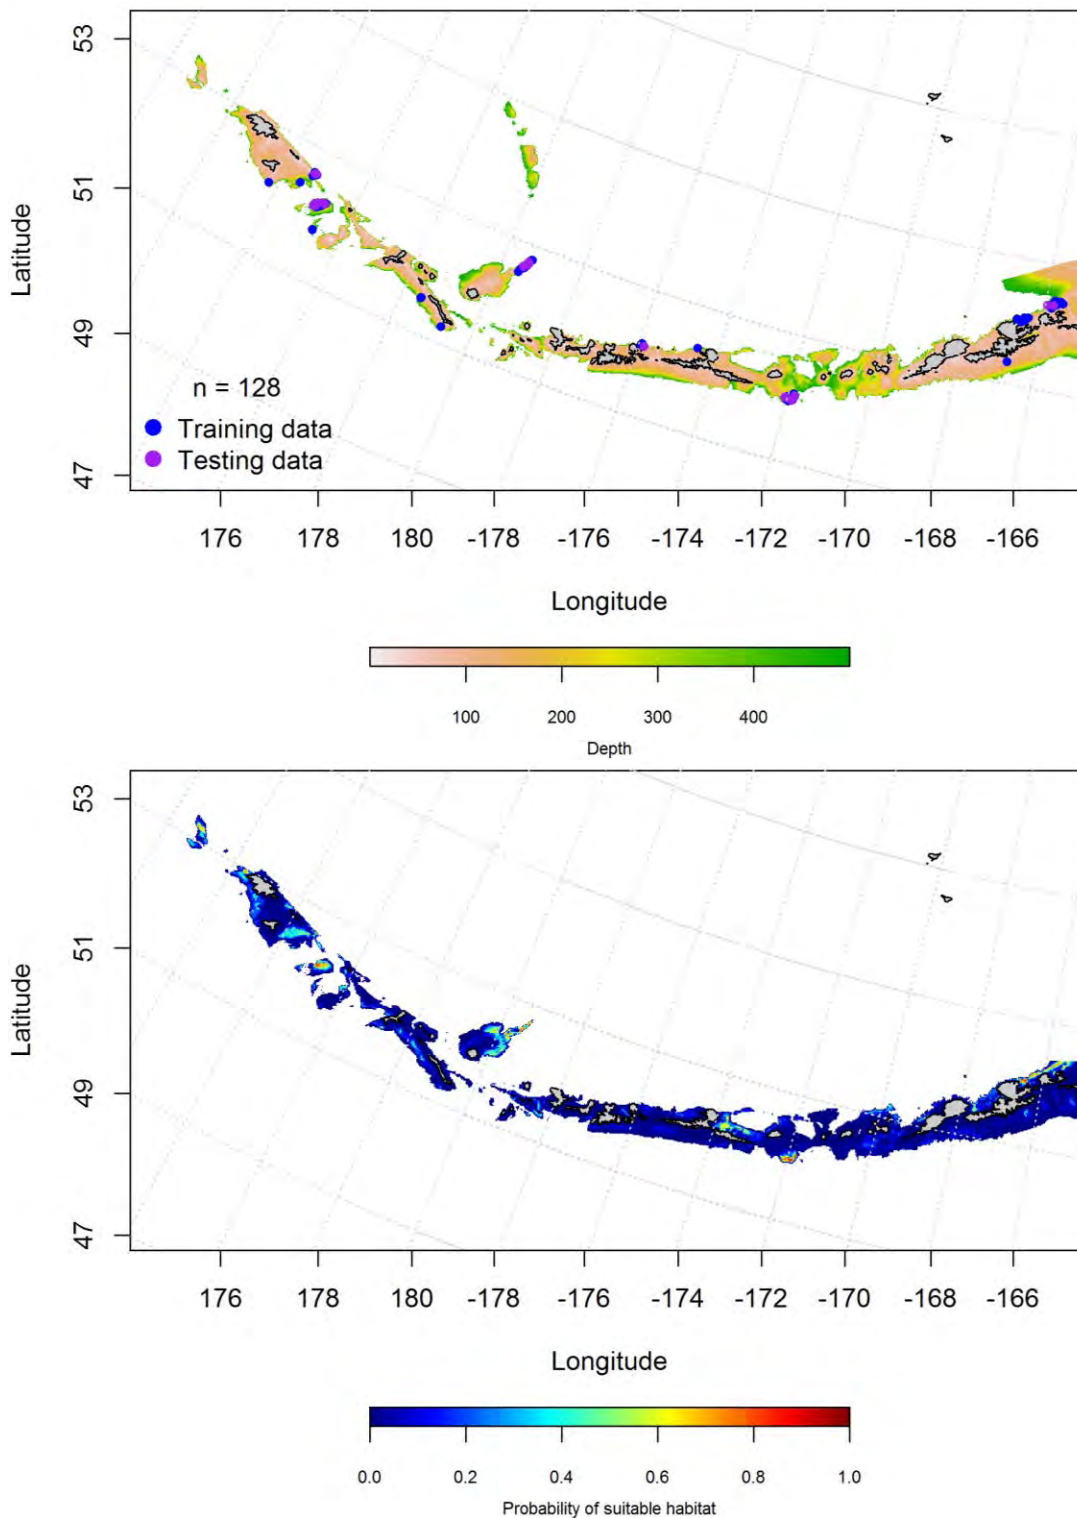 53
51
49
47
Latitude
n = 128
Training data
Testing data
176 178 180 -178 -176 -174 -172 -170 -168 -166
Longitude
100 200 300 400
Depth
53
51
49
47
Latitude
176 178 180 -178 -176 -174 -172 -170 -168 -166
Longitude
0.0 0.2 0.4 0.6 0.8 1.0
Probability of suitable habitat